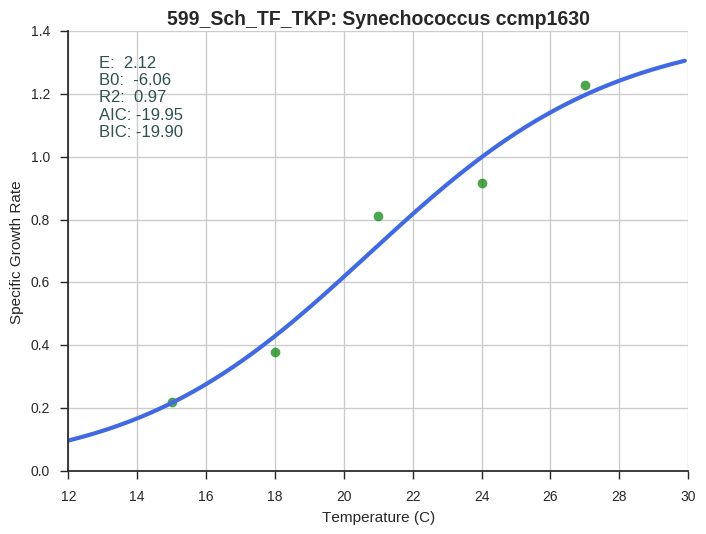 599_Sch_TF_TKP: Synechococcus ccmp1630
E:  2.12
B0:  -6.06
R2:  0.97
AIC: -19.95
BIC: -19.90
Specific Growth Rate
1.4
1.2
1.0
0.8
0.6
0.4
0.2
0.0
12 14 16 18 20 22 24 26 28 30
Temperature (C)